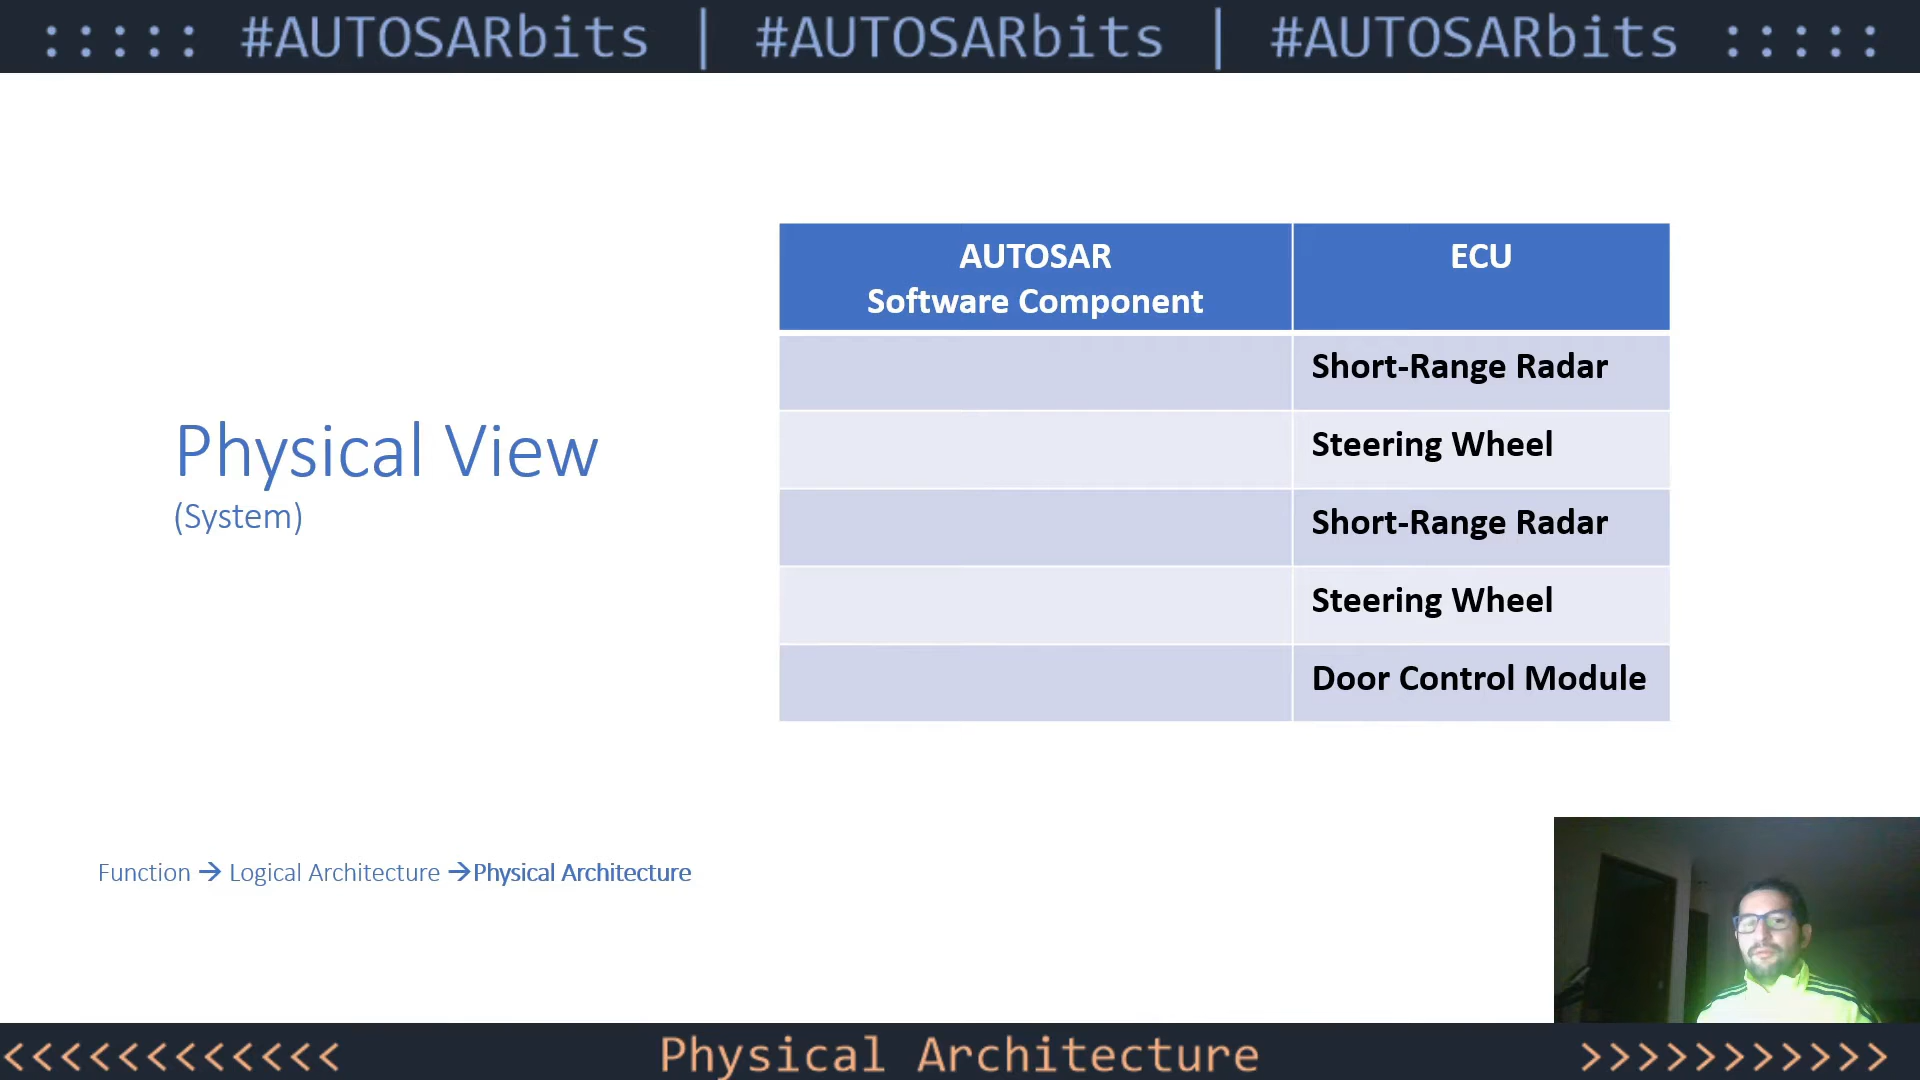 ::::: #AUTOSARbits | #AUTOSARbits | #AUTOSARbits :::::
Physical View
(System)
AUTOSAR
Software Component
ECU
Short-Range Radar
Steering Wheel
Short-Range Radar
Steering Wheel
Door Control Module
Function → Logical Architecture →Physical Architecture
<<<<<<<<<<<< Physical Architecture >>>>>>>>>>>